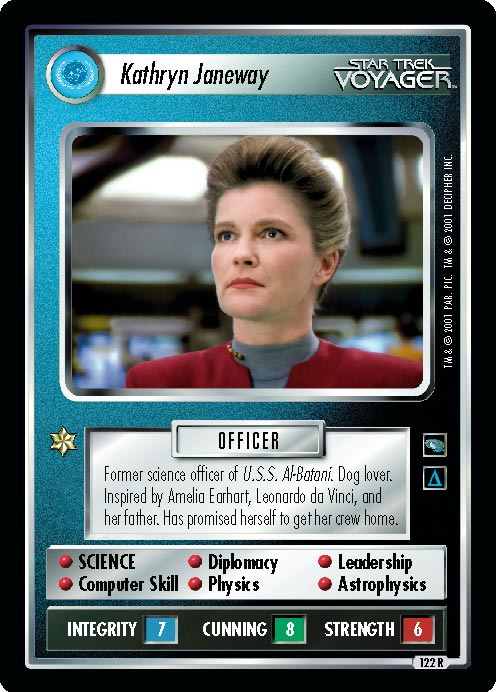 Kathryn Janeway
STAR TREK
VOYAGER™
TM & © 2001 PAR. PIC. TM & © 2001 DECIPHER INC.
OFFICER
Former science officer of U.S.S. Al-Batani. Dog lover.
Inspired by Amelia Earhart, Leonardo da Vinci, and
her father. Has promised herself to get her crew home.
SCIENCE Diplomacy Leadership
Computer Skill Physics Astrophysics
INTEGRITY 7 CUNNING 8 STRENGTH 6
122 R